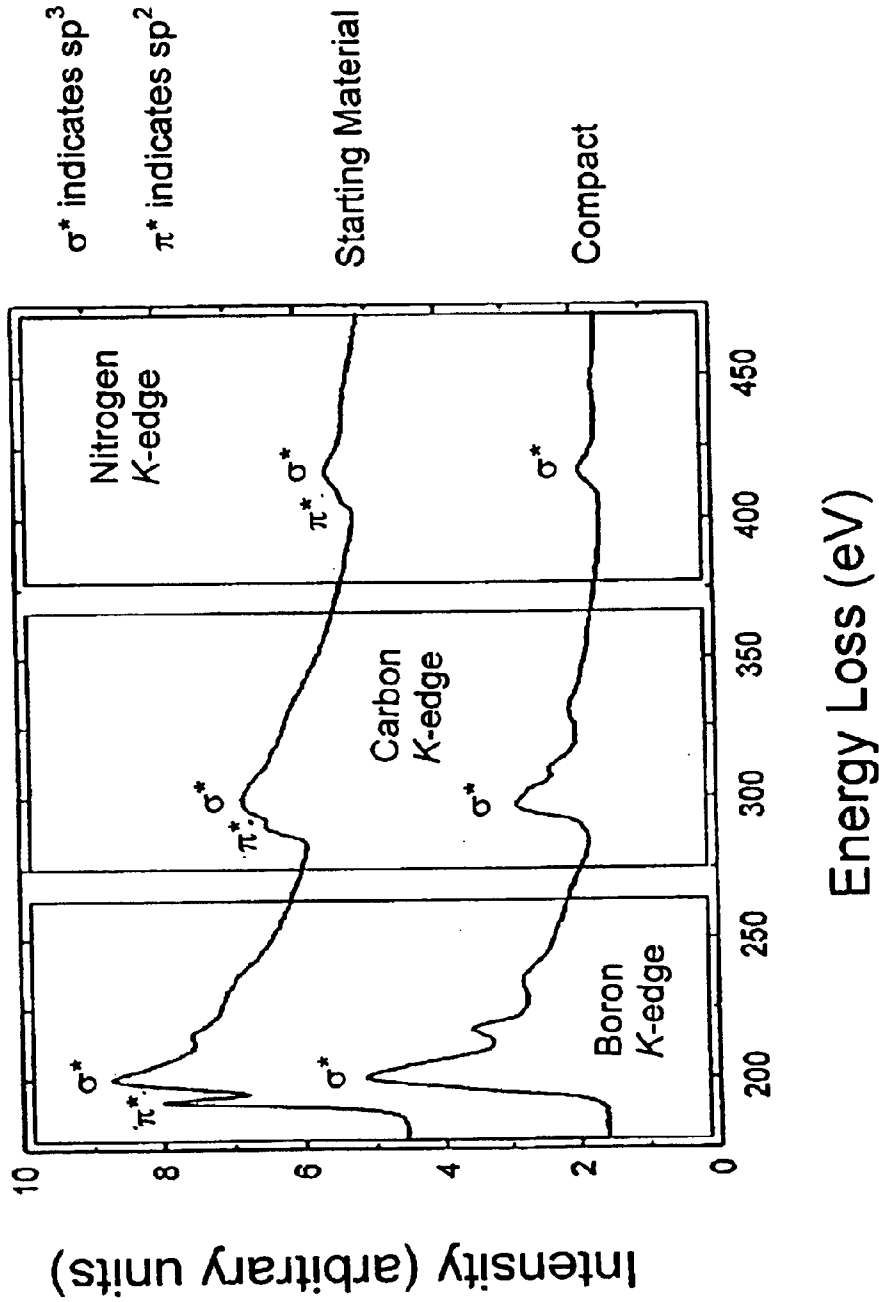 σ* indicates sp³
π* indicates sp²
Starting Material
Compact
Nitrogen
K-edge
Carbon
K-edge
Boron
K-edge
π*
σ*
π*
σ*
π*
σ*
σ*
σ*
σ*
10
8
6
4
2
0
200
250
300
350
400
450
Energy Loss (eV)
Intensity (arbitrary units)